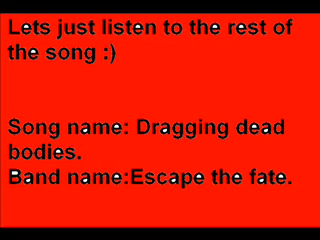 Lets just listen to the rest of
the song :)
Song name: Dragging dead
bodies.
Band name:Escape the fate.